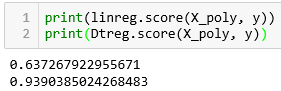 1 print(linreg.score(X_poly, y))
2 print(Dtreg.score(X_poly, y))
0.637267922955671
0.9390385024268483